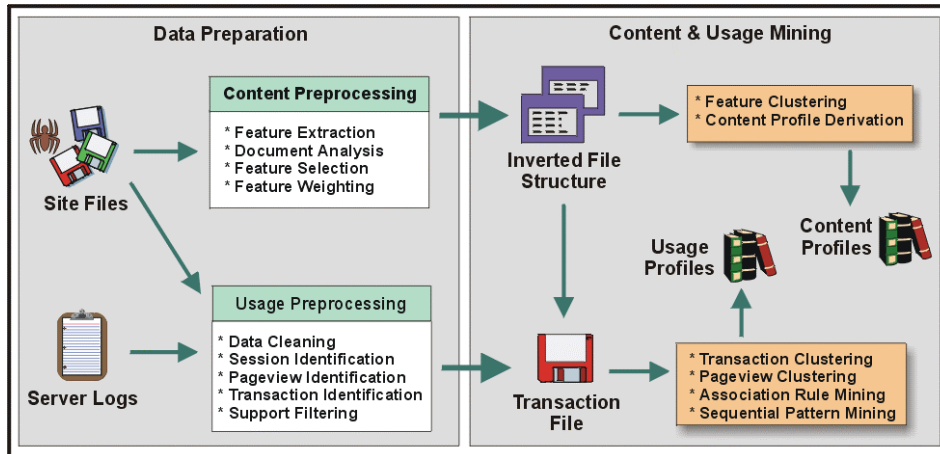 Data Preparation
Content Preprocessing
* Feature Extraction
* Document Analysis
* Feature Selection
* Feature Weighting
Site Files
Usage Preprocessing
* Data Cleaning
* Session Identification
* Pageview Identification
* Transaction Identification
* Support Filtering
Server Logs
Content & Usage Mining
Inverted File
Structure
* Feature Clustering
* Content Profile Derivation
Usage
Profiles
Content
Profiles
Transaction
File
* Transaction Clustering
* Pageview Clustering
* Association Rule Mining
* Sequential Pattern Mining